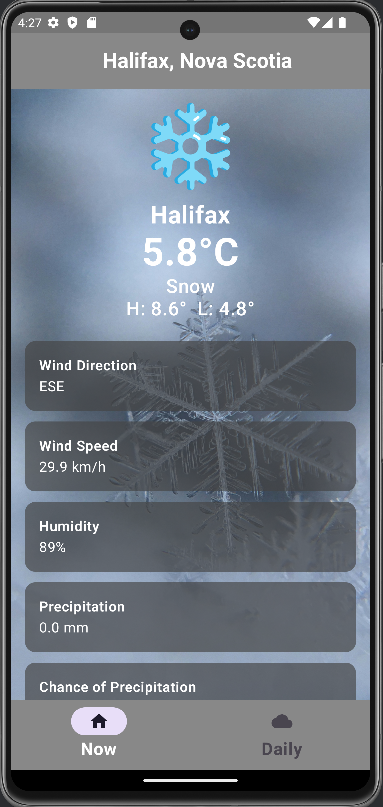 4:27
Halifax, Nova Scotia
Halifax
5.8°C
Snow
H: 8.6° L: 4.8°
Wind Direction
ESE
Wind Speed
29.9 km/h
Humidity
89%
Precipitation
0.0 mm
Chance of Precipitation
Now Daily